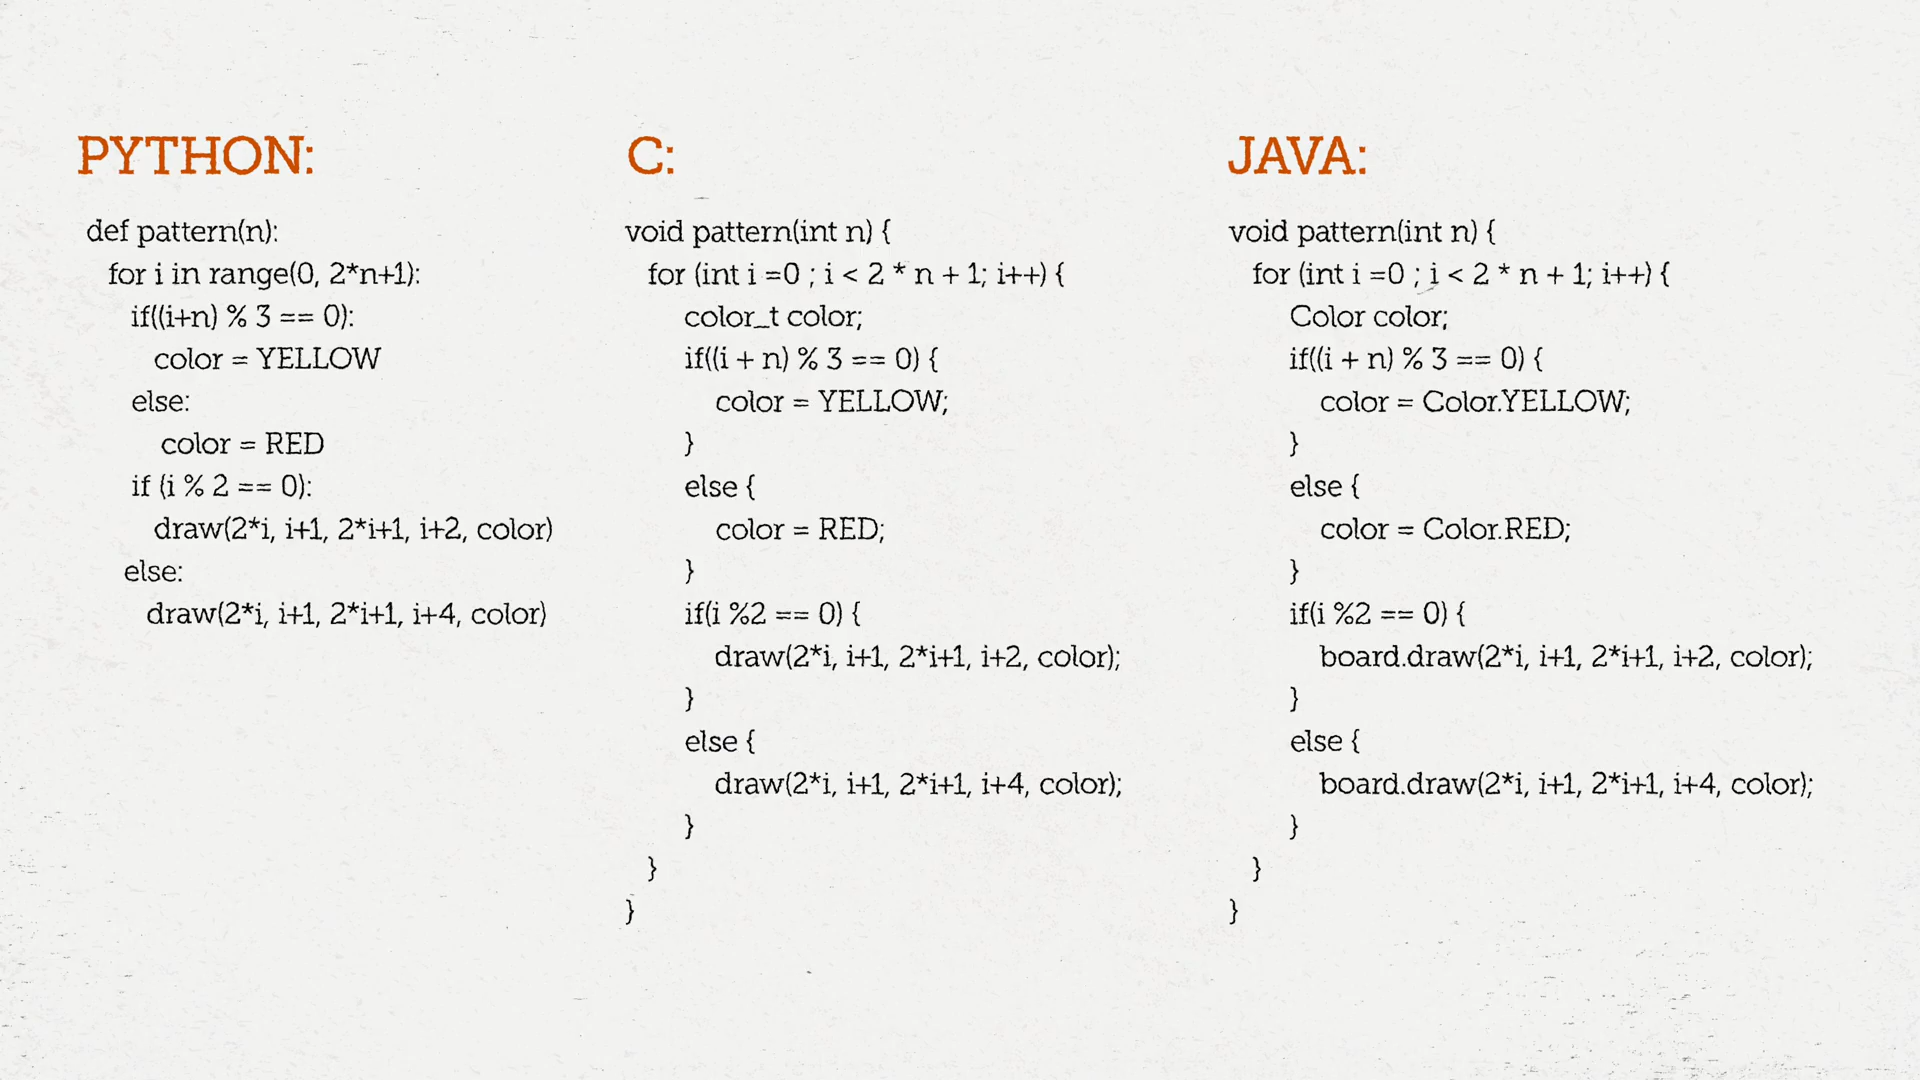 PYTHON:
def pattern(n):
for i in range(0, 2*n+1):
if((i+n) % 3 == 0):
color = YELLOW
else:
color = RED
if (i % 2 == 0):
draw(2*i, i+1, 2*i+1, i+2, color)
else:
draw(2*i, i+1, 2*i+1, i+4, color)
C:
void pattern(int n) {
for (int i =0 ; i < 2 * n + 1; i++) {
color_t color;
if((i + n) % 3 == 0) {
color = YELLOW;
}
else {
color = RED;
}
if(i %2 == 0) {
draw(2*i, i+1, 2*i+1, i+2, color);
}
else {
draw(2*i, i+1, 2*i+1, i+4, color);
}
}
}
JAVA:
void pattern(int n) {
for (int i =0 ; i < 2 * n + 1; i++) {
Color color;
if((i + n) % 3 == 0) {
color = Color.YELLOW;
}
else {
color = Color.RED;
}
if(i %2 == 0) {
board.draw(2*i, i+1, 2*i+1, i+2, color);
}
else {
board.draw(2*i, i+1, 2*i+1, i+4, color);
}
}
}